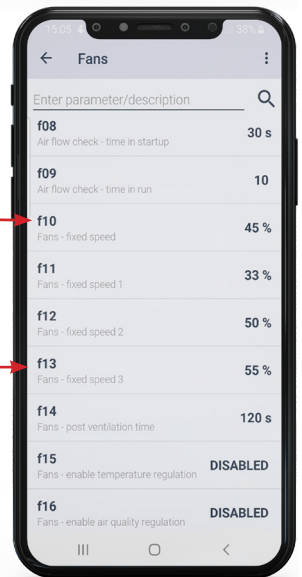 15:05
38%
Fans
Enter parameter/description
f08
30 s
Air flow check - time in startup
f09
10
Air flow check - time in run
f10
45 %
Fans - fixed speed
f11
33 %
Fans - fixed speed 1
f12
50 %
Fans - fixed speed 2
f13
55 %
Fans - fixed speed 3
f14
120 s
Fans - post ventilation time
f15
DISABLED
Fans - enable temperature regulation
f16
DISABLED
Fans - enable air quality regulation